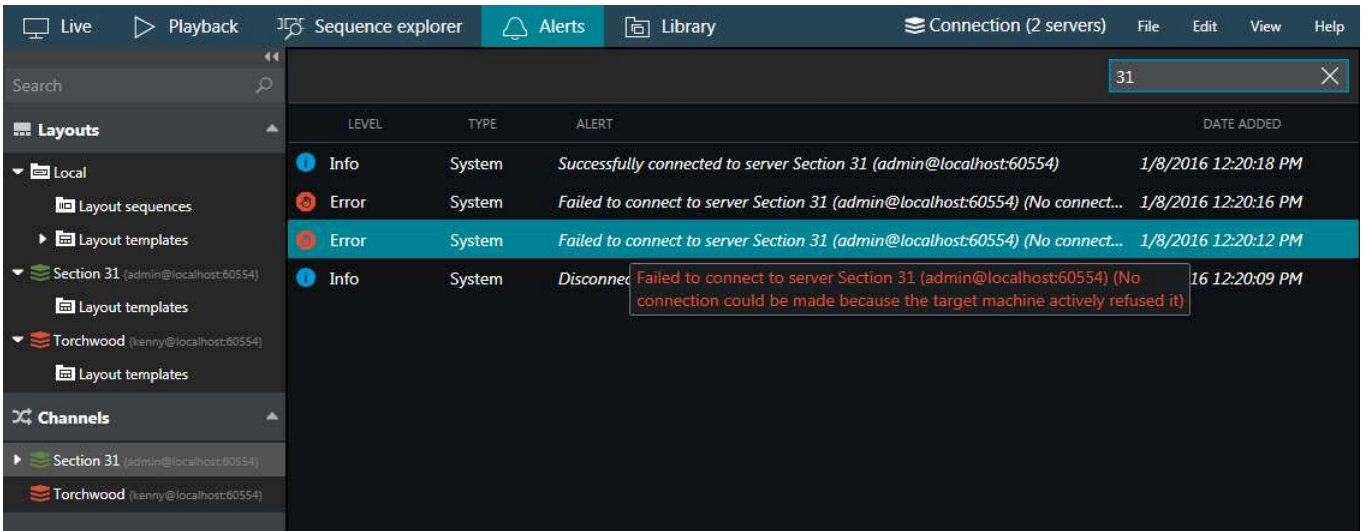 Live Playback Sequence explorer Alerts Library Connection (2 servers) File Edit View Help
Search
31
Layouts
Local
Layout sequences
Layout templates
Section 31 (admin@localhost:60554)
Layout templates
Torchwood (kenny@localhost:60554)
Layout templates
Channels
Section 31 (admin@localhost:60554)
Torchwood (kenny@localhost:60554)
LEVEL TYPE ALERT DATE ADDED
Info System Successfully connected to server Section 31 (admin@localhost:60554) 1/8/2016 12:20:18 PM
Error System Failed to connect to server Section 31 (admin@localhost:60554) (No connect... 1/8/2016 12:20:16 PM
Error System Failed to connect to server Section 31 (admin@localhost:60554) (No connect... 1/8/2016 12:20:12 PM
Info System Disconnec 16 12:20:09 PM
Failed to connect to server Section 31 (admin@localhost:60554) (No
connection could be made because the target machine actively refused it)